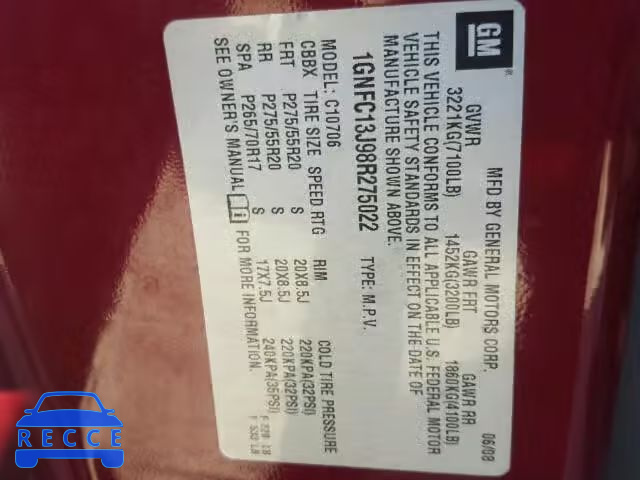 GM
MFD BY GENERAL MOTORS CORP. 06/08
GVWR GAWR FRT GAWR RR
3221KG(7100LB) 1452KG(3200LB) 1860KG(4100LB)
THIS VEHICLE CONFORMS TO ALL APPLICABLE U.S. FEDERAL MOTOR
VEHICLE SAFETY STANDARDS IN EFFECT ON THE DATE OF
MANUFACTURE SHOWN ABOVE.
1GNFC13J98R275022 TYPE: M.P.V.
MODEL: C10706
CBBX TIRE SIZE SPEED RTG RIM COLD TIRE PRESSURE
FRT P275/55R20 S 20X8.5J 220KPA(32PSI)
RR P275/55R20 S 20X8.5J 220KPA(32PSI)
SPA P265/70R17 S 17X7.5J 240KPA(35PSI)
SEE OWNER'S MANUAL FOR MORE INFORMATION.
RECCE